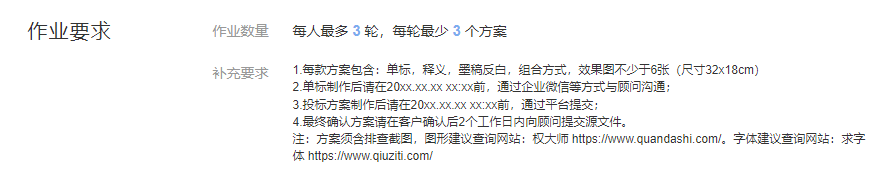 作业要求
作业数量 每人最多 3 轮，每轮最少 3 个方案
补充要求 1.每款方案包含：单标，释义，墨稿反白，组合方式，效果图不少于6张（尺寸32x18cm）
2.单标制作后请在20xx.xx.xx xx:xx前，通过企业微信等方式与顾问沟通；
3.投标方案制作后请在20xx.xx.xx xx:xx前，通过平台提交；
4.最终确认方案请在客户确认后2个工作日内向顾问提交源文件。
注：方案须含排查截图，图形建议查询网站：权大师 https://www.quandashi.com/。字体建议查询网站：求字
体 https://www.qiuziti.com/